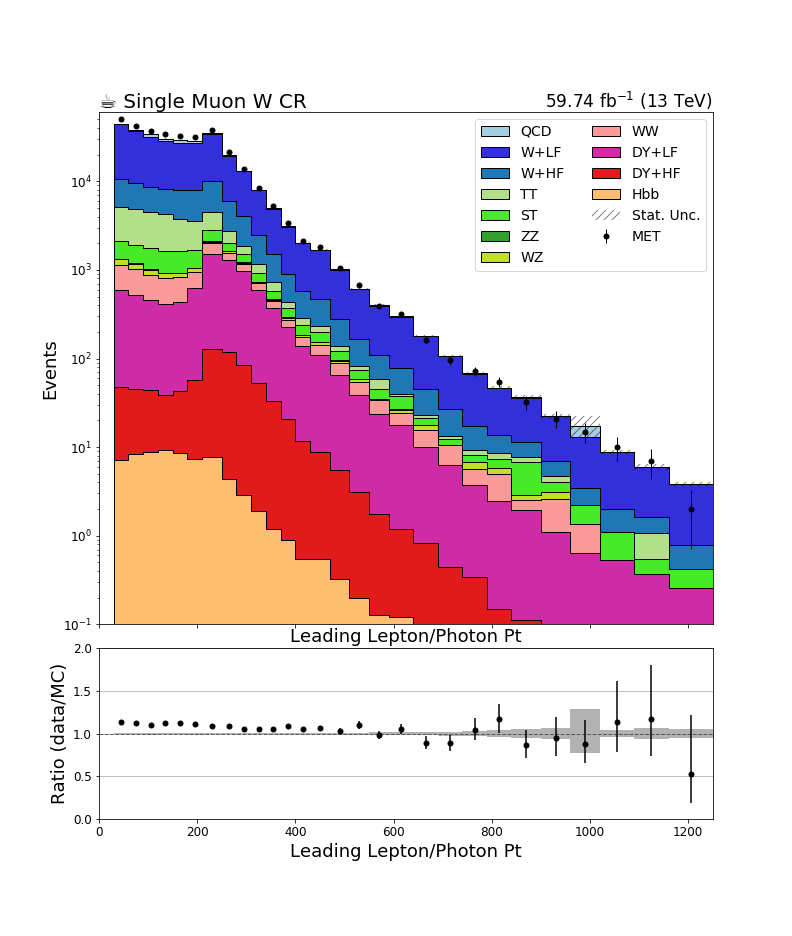 ☕ Single Muon W CR
59.74 fb⁻¹ (13 TeV)
QCD
W+LF
W+HF
TT
ST
ZZ
WZ
WW
DY+LF
DY+HF
Hbb
Stat. Unc.
MET
Events
10⁴
10³
10²
10¹
10⁰
10⁻¹
Leading Lepton/Photon Pt
Ratio (data/MC)
2.0
1.5
1.0
0.5
0.0
0 200 400 600 800 1000 1200
Leading Lepton/Photon Pt